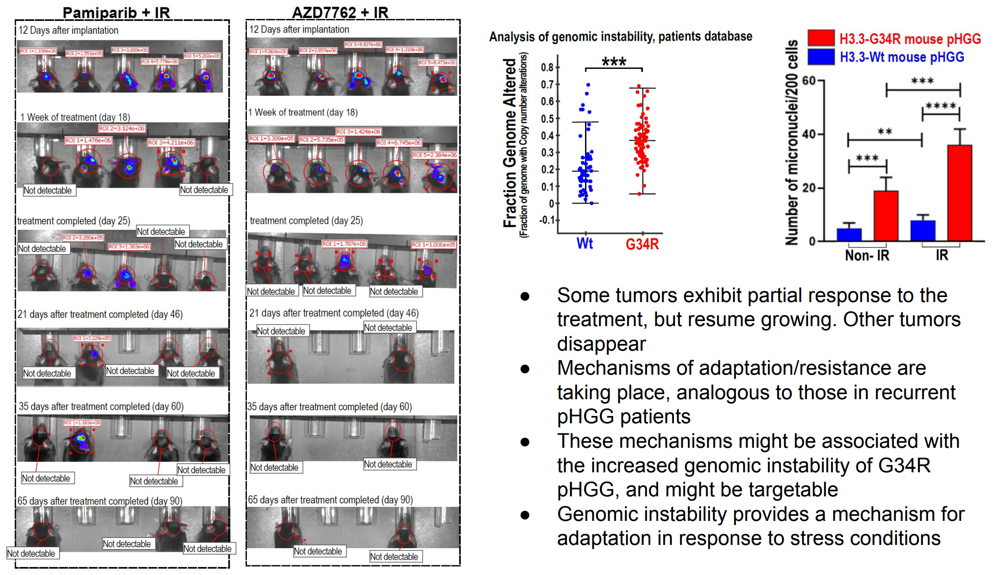 Pamiparib + IR
12 Days after implantation
ROI 1=1.108e+06
ROI 2=1.551e+05
ROI 3=3.268e+06
ROI 4=5.779e+06
ROI 5=5.202e+06
1 Week of treatment (day 18)
ROI 2=3.124e+06
ROI 1=1.476e+06
ROI 3=4.211e+06
Not detectable
Not detectable
treatment completed (day 25)
Not detectable
ROI 2=3.260e+05
ROI 3=1.363e+06
Not detectable
Not detectable
21 days after treatment completed (day 46)
ROI 1=3.229e+05
Not detectable
Not detectable
Not detectable
35 days after treatment completed (day 60)
ROI 1=1.163e+08
Not detectable
Not detectable
Not detectable
65 days after treatment completed (day 90)
Not detectable
Not detectable
Not detectable
AZD7762 + IR
12 Days after implantation
ROI 1=9.064e+06
ROI 2=3.957e+06
ROI 3=8.827e+06
ROI 4=1.319e+06
ROI 5=8.473e+06
1 Week of treatment (day 18)
ROI 1=3.309e+05
ROI 2=5.735e+05
ROI 3=1.424e+06
ROI 4=6.745e+06
ROI 5=2.384e+06
treatment completed (day 25)
ROI 1=1.707e+06
ROI 1=1.006e+05
Not detectable
Not detectable
Not detectable
21 days after treatment completed (day 46)
Not detectable
Not detectable
35 days after treatment completed (day 60)
Not detectable
Not detectable
65 days after treatment completed (day 90)
Not detectable
Not detectable
Analysis of genomic instability, patients database
Fraction Genome Altered
(Fraction of genome with Copy number alterations)
0.8
0.7
0.6
0.5
0.4
0.3
0.2
0.1
0
-0.1
***
Wt
G34R
H3.3-G34R mouse pHGG
H3.3-Wt mouse pHGG
Number of micronuclei/200 cells
60
40
20
0
***
****
**
***
Non- IR
IR
● Some tumors exhibit partial response to the
treatment, but resume growing. Other tumors
disappear
● Mechanisms of adaptation/resistance are
taking place, analogous to those in recurrent
pHGG patients
● These mechanisms might be associated with
the increased genomic instability of G34R
pHGG, and might be targetable
● Genomic instability provides a mechanism for
adaptation in response to stress conditions